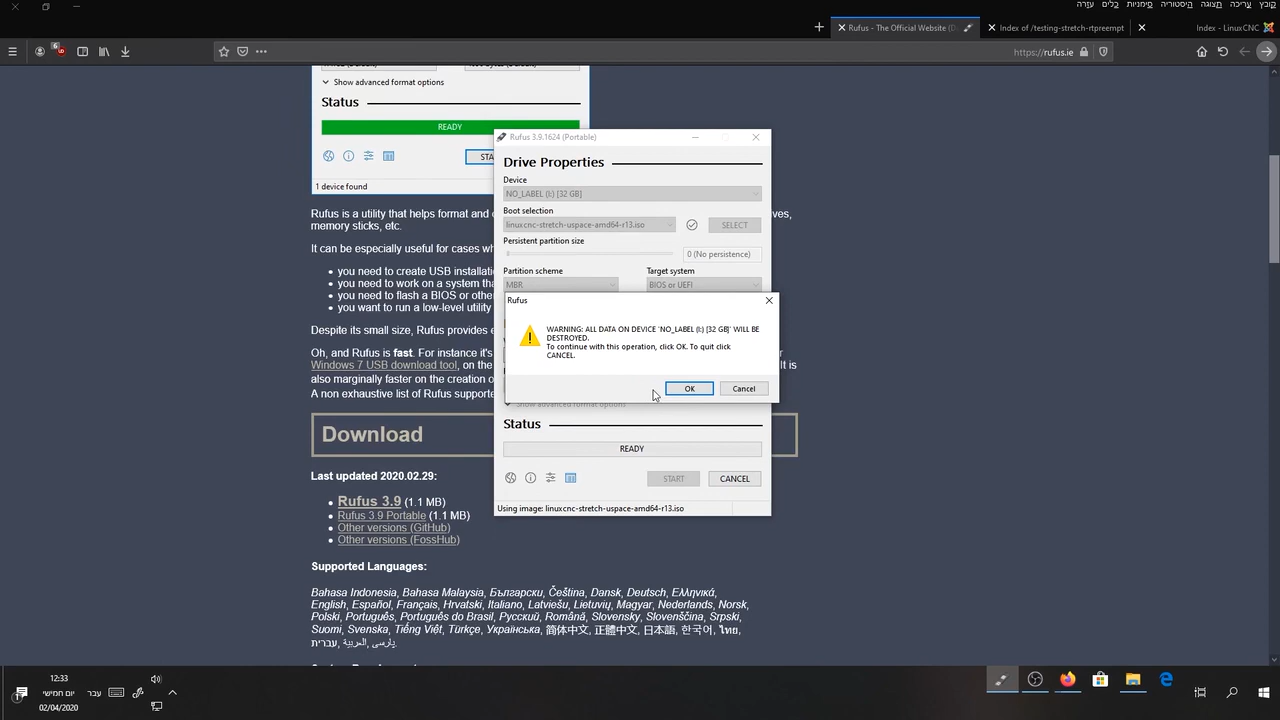 קובץ עריכה תצוגה היסטוריה סימניות כלים עזרה
Rufus - The Official Website (D
Index of /testing-stretch-rtpreempt
Index - LinuxCNC
6
https://rufus.ie
Show advanced format options
Status
READY
STA
1 device found
Rufus is a utility that helps format and
memory sticks, etc.
It can be especially useful for cases wh
you need to create USB installatio
you need to work on a system tha
you need to flash a BIOS or othe
you want to run a low-level utility
Despite its small size, Rufus provides e
Oh, and Rufus is fast. For instance it's
Windows 7 USB download tool, on the
It is
also marginally faster on the creation o
A non exhaustive list of Rufus supporte
Download
Last updated 2020.02.29:
Rufus 3.9 (1.1 MB)
Rufus 3.9 Portable (1.1 MB)
Other versions (GitHub)
Other versions (FossHub)
Supported Languages:
Bahasa Indonesia, Bahasa Malaysia, Български, Čeština, Dansk, Deutsch, Ελληνικά,
English, Español, Français, Hrvatski, Italiano, Latviešu, Lietuvių, Magyar, Nederlands, Norsk,
Polski, Português, Português do Brasil, Русский, Română, Slovensky, Slovenščina, Srpski,
Suomi, Svenska, Tiếng Việt, Türkçe, Українська, 简体中文, 正體中文, 日本語, 한국어, ไทย,
עברית, العربية, پارسی.
Rufus 3.9.1624 (Portable)
Drive Properties
Device
NO_LABEL (I:) [32 GB]
Boot selection
linuxcnc-stretch-uspace-amd64-r13.iso
SELECT
Persistent partition size
0 (No persistence)
Partition scheme
Target system
MBR
BIOS or UEFI
Rufus
WARNING: ALL DATA ON DEVICE 'NO_LABEL (I:) [32 GB]' WILL BE
DESTROYED.
To continue with this operation, click OK. To quit click
CANCEL.
OK
Cancel
Show advanced format options
Status
READY
START
CANCEL
Using image: linuxcnc-stretch-uspace-amd64-r13.iso
12:33
יום חמישי
02/04/2020
עבר